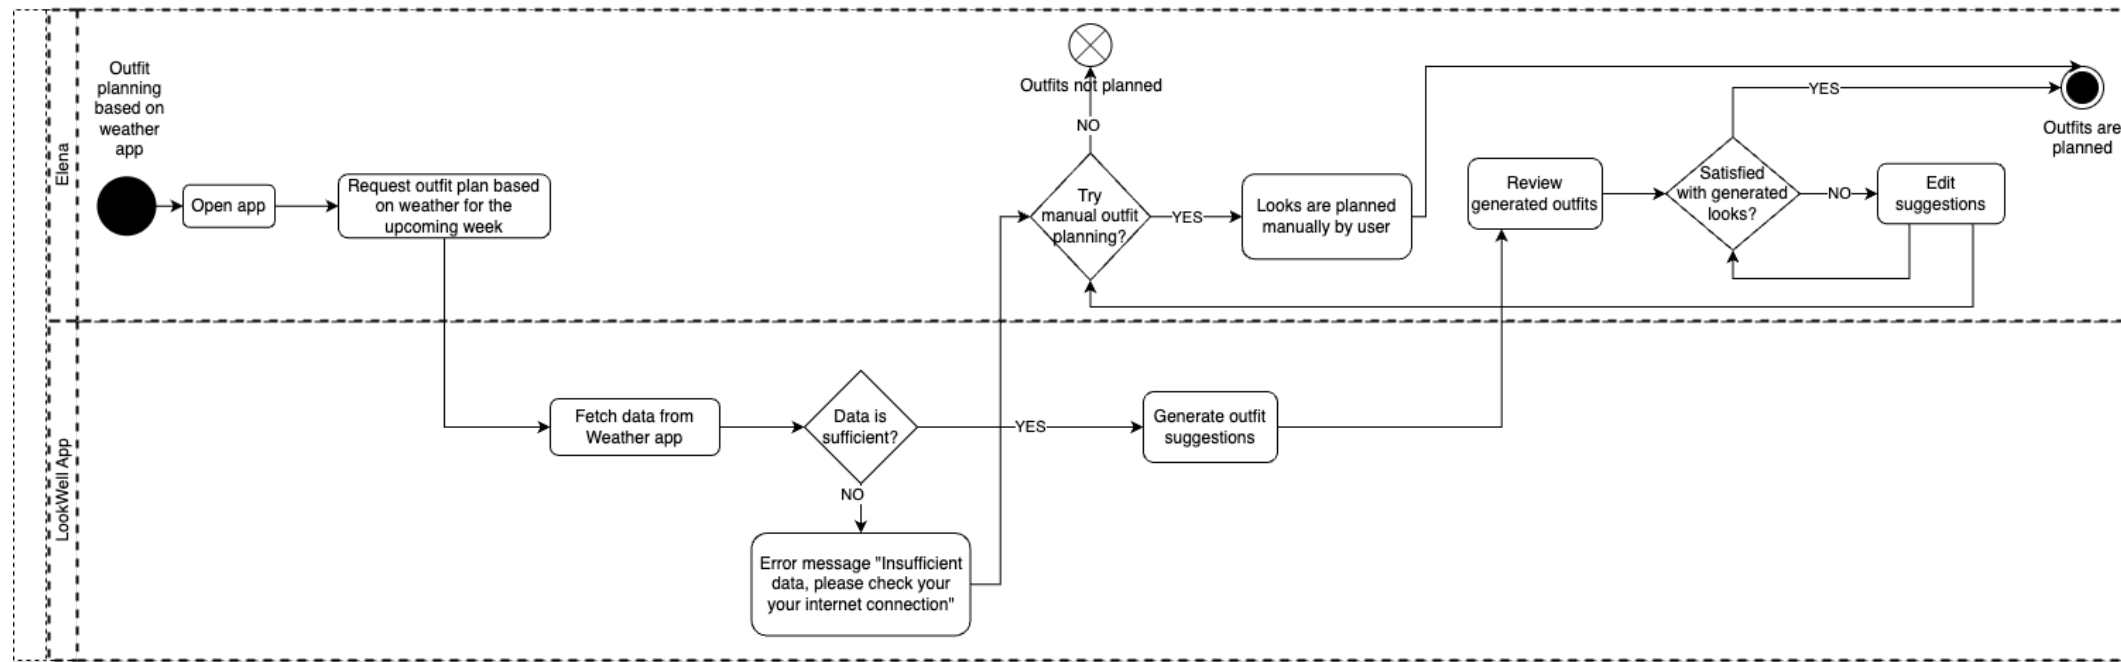 Elena
Outfit
planning
based on
weather
app
Open app
Request outfit plan based
on weather for the
upcoming week
Outfits not planned
NO
Try
manual outfit
planning?
YES
Looks are planned
manually by user
Review
generated outfits
Satisfied
with generated
looks?
YES
NO
Edit
suggestions
Outfits are
planned
LookWell App
Fetch data from
Weather app
Data is
sufficient?
YES
NO
Generate outfit
suggestions
Error message "Insufficient
data, please check your
your internet connection"